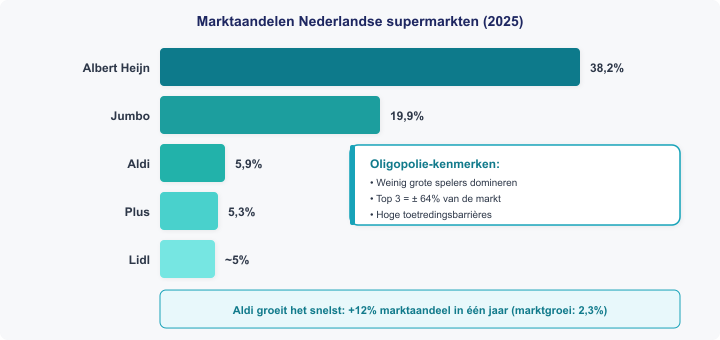 Marktaandelen Nederlandse supermarkten (2025)
Albert Heijn 38,2%
Jumbo 19,9%
Aldi 5,9%
Plus 5,3%
Lidl ~5%
Oligopolie-kenmerken:
• Weinig grote spelers domineren
• Top 3 = ± 64% van de markt
• Hoge toetredingsbarrières
Aldi groeit het snelst: +12% marktaandeel in één jaar (marktgroei: 2,3%)